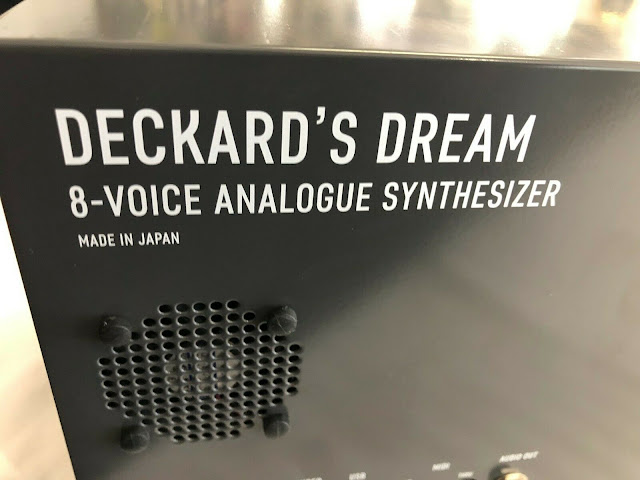 DECKARD'S DREAM
8-VOICE ANALOGUE SYNTHESIZER
MADE IN JAPAN
USB MIDI AUDIO OUT